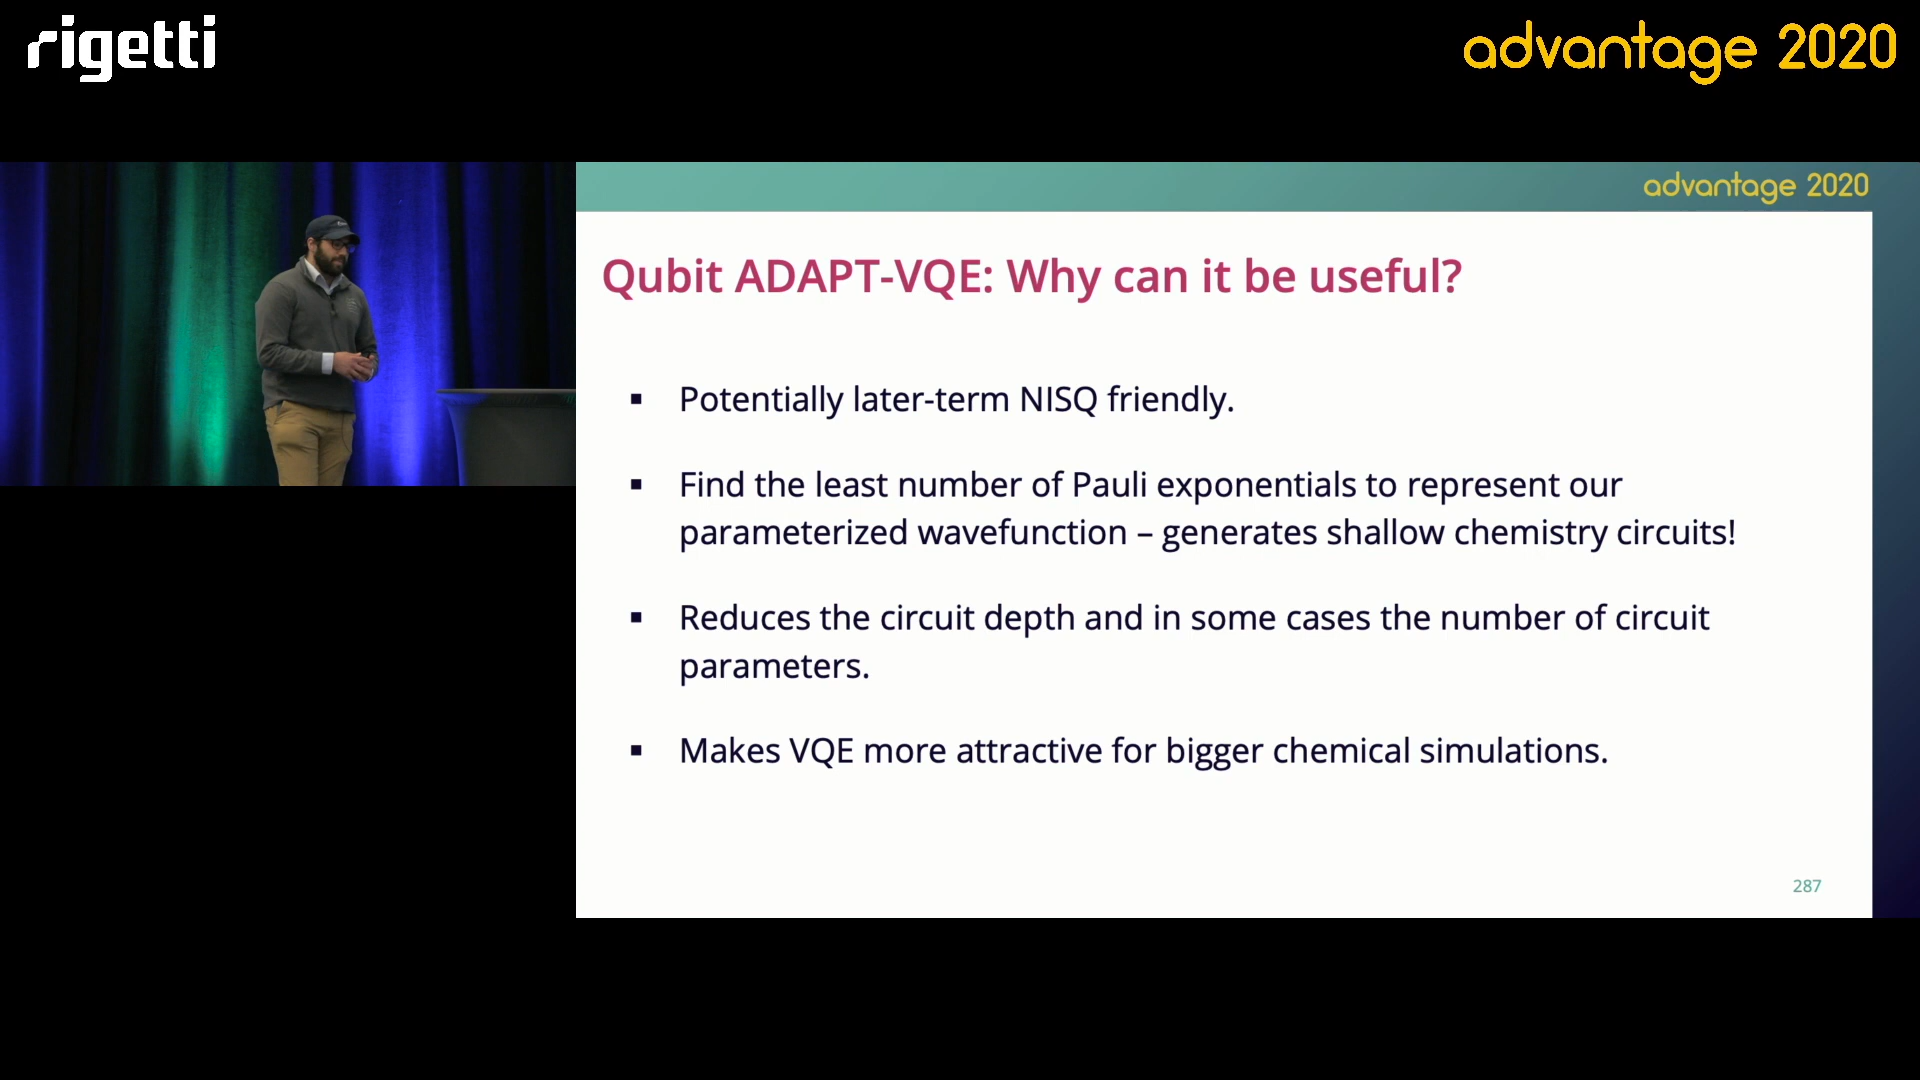 rigetti
advantage 2020
advantage 2020
Qubit ADAPT-VQE: Why can it be useful?
▪ Potentially later-term NISQ friendly.
▪ Find the least number of Pauli exponentials to represent our
parameterized wavefunction – generates shallow chemistry circuits!
▪ Reduces the circuit depth and in some cases the number of circuit
parameters.
▪ Makes VQE more attractive for bigger chemical simulations.
287